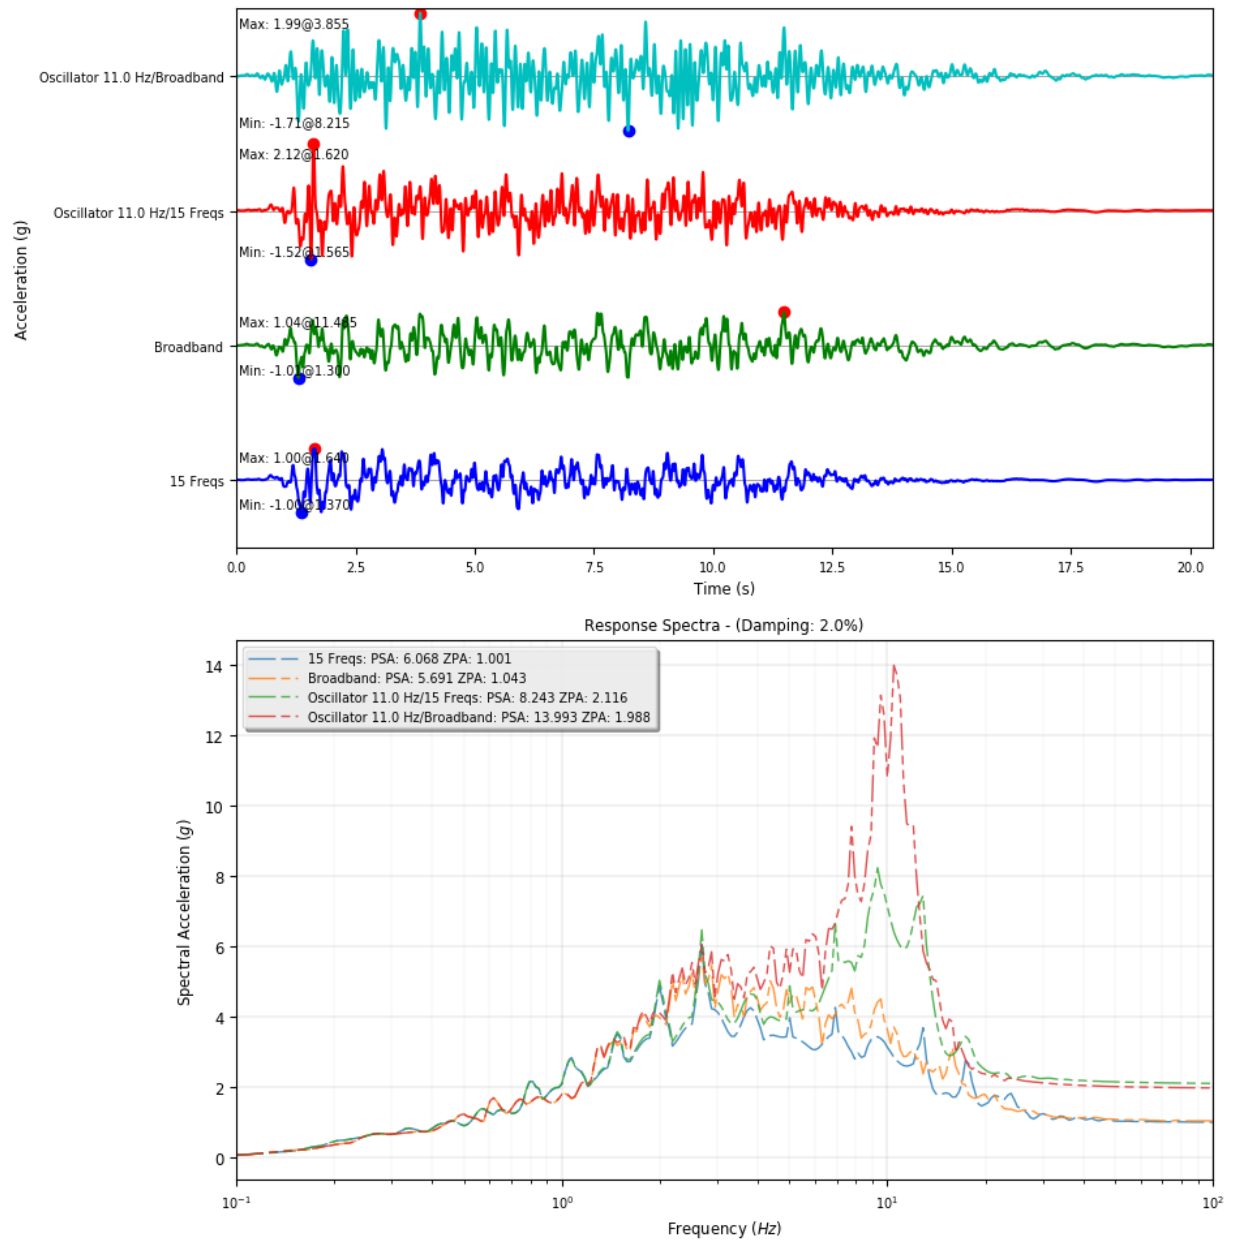 Max: 1.99@3.855
Oscillator 11.0 Hz/Broadband
Min: -1.71@8.215
Max: 2.12@1.620
Oscillator 11.0 Hz/15 Freqs
Min: -1.52@1.565
Acceleration (g)
Max: 1.04@11.485
Broadband
Min: -1.01@1.300
Max: 1.00@1.640
15 Freqs
Min: -1.00@1.370
0.0 2.5 5.0 7.5 10.0 12.5 15.0 17.5 20.0
Time (s)
Response Spectra - (Damping: 2.0%)
15 Freqs: PSA: 6.068 ZPA: 1.001
Broadband: PSA: 5.691 ZPA: 1.043
Oscillator 11.0 Hz/15 Freqs: PSA: 8.243 ZPA: 2.116
Oscillator 11.0 Hz/Broadband: PSA: 13.993 ZPA: 1.988
14
12
10
8
6
4
2
0
Spectral Acceleration (g)
10⁻¹ 10⁰ 10¹ 10²
Frequency (Hz)